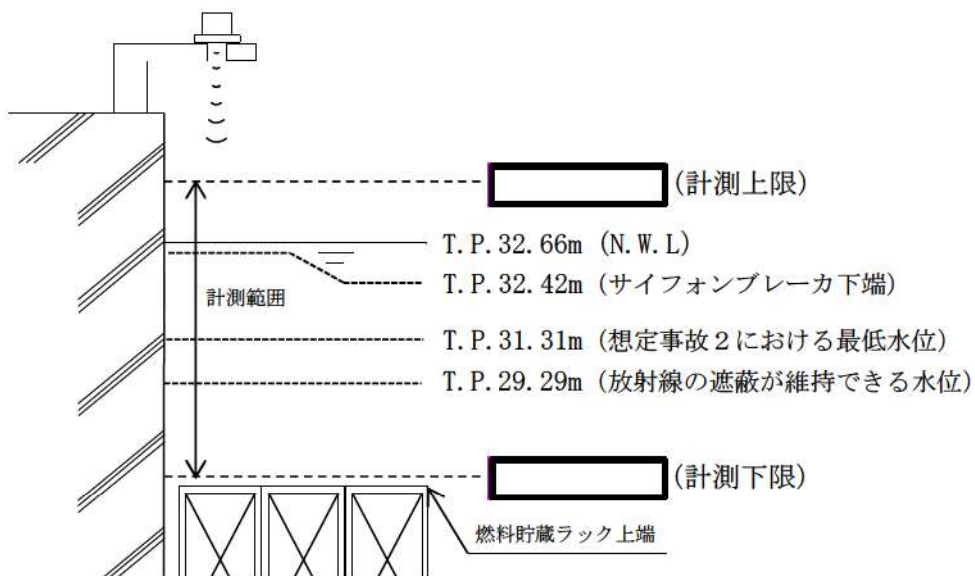 (計測上限)
T.P.32.66m (N.W.L)
T.P.32.42m (サイフォンブレーカ下端)
計測範囲
T.P.31.31m (想定事故２における最低水位)
T.P.29.29m (放射線の遮蔽が維持できる水位)
(計測下限)
燃料貯蔵ラック上端